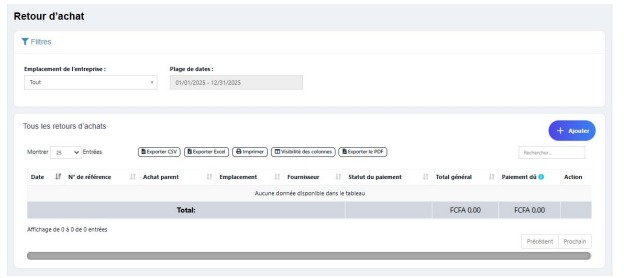 Retour d'achat
Filtres
Emplacement de l'entreprise : Plage de dates :
Tout 01/01/2025 - 12/31/2025
Tous les retours d'achats
+ Ajouter
Montrer 25 Entrées Exporter CSV Exporter Excel Imprimer Visibilité des colonnes Exporter le PDF Rechercher...
Date N° de référence Achat parent Emplacement Fournisseur Statut du paiement Total général Paiement dû Action
Aucune donnée disponible dans le tableau
Total: FCFA 0,00 FCFA 0,00
Affichage de 0 à 0 de 0 entrées
Précédent Prochain